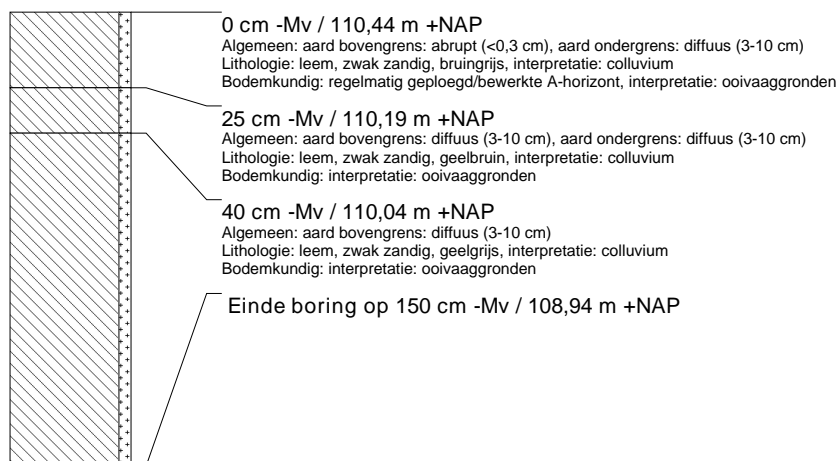 0 cm -Mv / 110,44 m +NAP
Algemeen: aard bovengrens: abrupt (<0,3 cm), aard ondergrens: diffuus (3-10 cm)
Lithologie: leem, zwak zandig, bruingrijs, interpretatie: colluvium
Bodemkundig: regelmatig geploegd/bewerkte A-horizont, interpretatie: ooivaaggronden
25 cm -Mv / 110,19 m +NAP
Algemeen: aard bovengrens: diffuus (3-10 cm), aard ondergrens: diffuus (3-10 cm)
Lithologie: leem, zwak zandig, geelbruin, interpretatie: colluvium
Bodemkundig: interpretatie: ooivaaggronden
40 cm -Mv / 110,04 m +NAP
Algemeen: aard bovengrens: diffuus (3-10 cm)
Lithologie: leem, zwak zandig, geelgrijs, interpretatie: colluvium
Bodemkundig: interpretatie: ooivaaggronden
Einde boring op 150 cm -Mv / 108,94 m +NAP